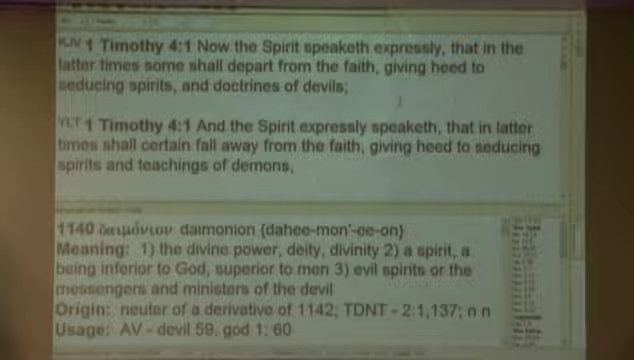 KJV 1 Timothy 4:1 Now the Spirit speaketh expressly, that in the
latter times some shall depart from the faith, giving heed to
seducing spirits, and doctrines of devils;
YLT 1 Timothy 4:1 And the Spirit expressly speaketh, that in latter
times shall certain fall away from the faith, giving heed to seducing
spirits and teachings of demons,
1140 δαιμόνιον daimonion {dahee-mon'-ee-on}
Meaning: 1) the divine power, deity, divinity 2) a spirit, a
being inferior to God, superior to men 3) evil spirits or the
messengers and ministers of the devil
Origin: neuter of a derivative of 1142; TDNT - 2:1,137; n n
Usage: AV - devil 59, god 1; 60